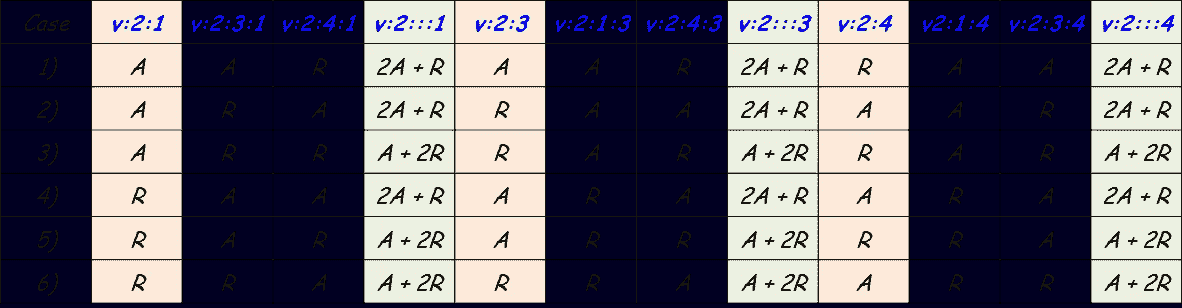 Case v:2:1 v:2:3:1 v:2:4:1 v:2:::1 v:2:3 v:2:1:3 v:2:4:3 v:2:::3 v:2:4 v2:1:4 v:2:3:4 v:2:::4
1) A A R 2A + R A A R 2A + R R A A 2A + R
2) A R A 2A + R R A A 2A + R A A R 2A + R
3) A R R A + 2R R A R A + 2R R A R A + 2R
4) R A A 2A + R A R A 2A + R A R A 2A + R
5) R A R A + 2R A R R A + 2R R R A A + 2R
6) R R A A + 2R R R A A + 2R A R R A + 2R